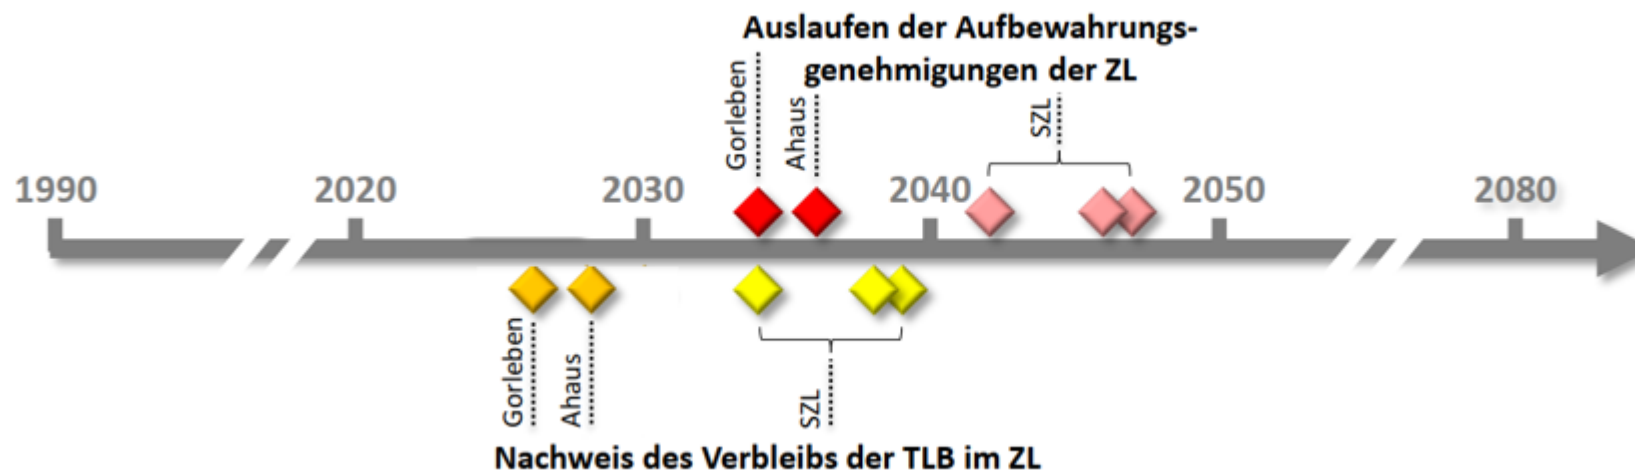 Auslaufen der Aufbewahrungs-
genehmigungen der ZL
Gorleben
Ahaus
SZL
1990
2020
2030
2040
2050
2080
Gorleben
Ahaus
SZL
Nachweis des Verbleibs der TLB im ZL